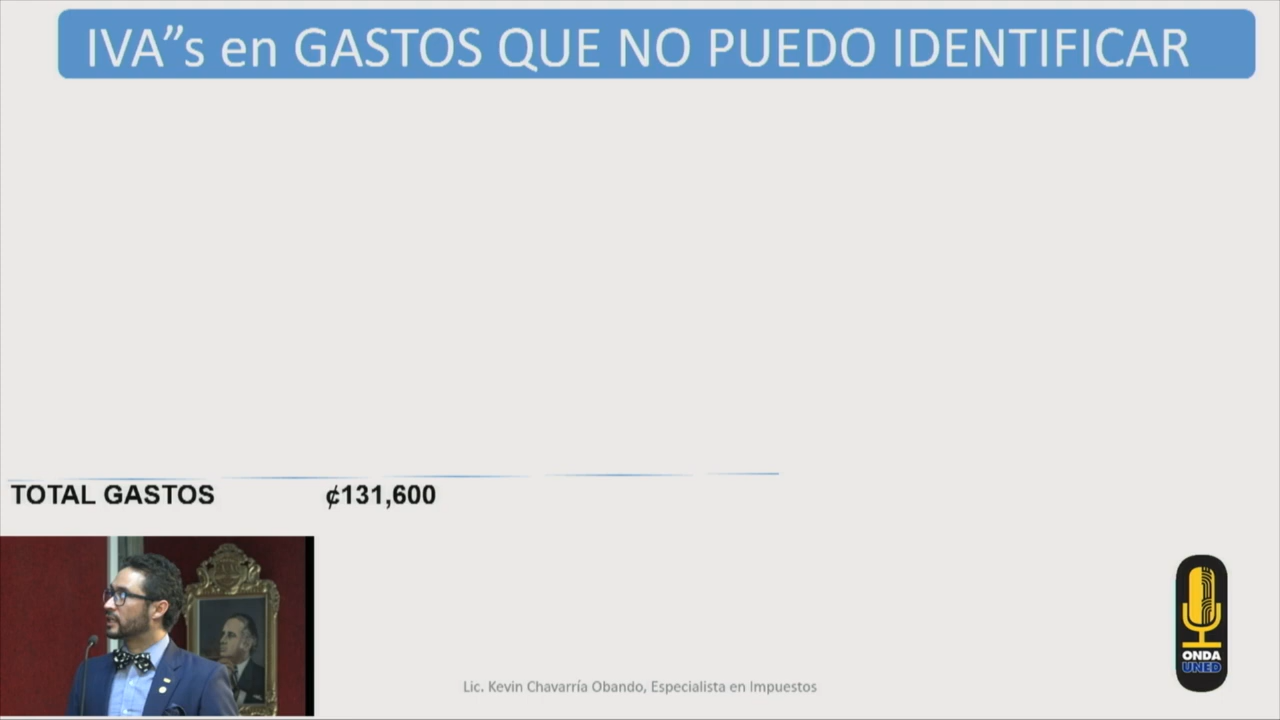 IVA”s en GASTOS QUE NO PUEDO IDENTIFICAR
TOTAL GASTOS ₡131,600
ONDA
UNED
Lic. Kevin Chavarría Obando, Especialista en Impuestos